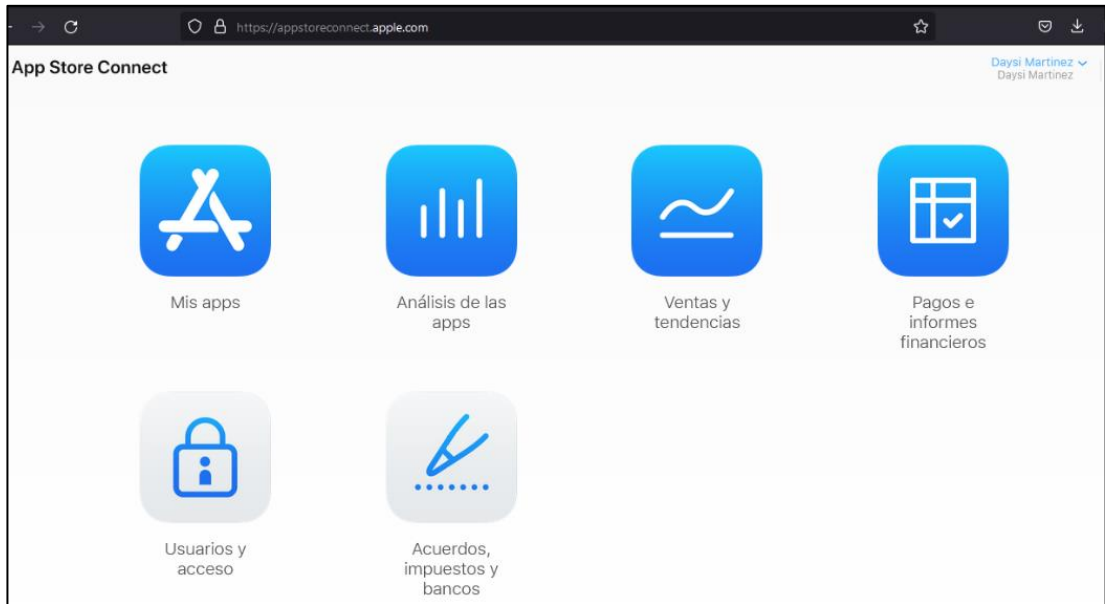 https://appstoreconnect.apple.com
App Store Connect
Daysi Martinez
Daysi Martinez
Mis apps
Análisis de las
apps
Ventas y
tendencias
Pagos e
informes
financieros
Usuarios y
acceso
Acuerdos,
impuestos y
bancos